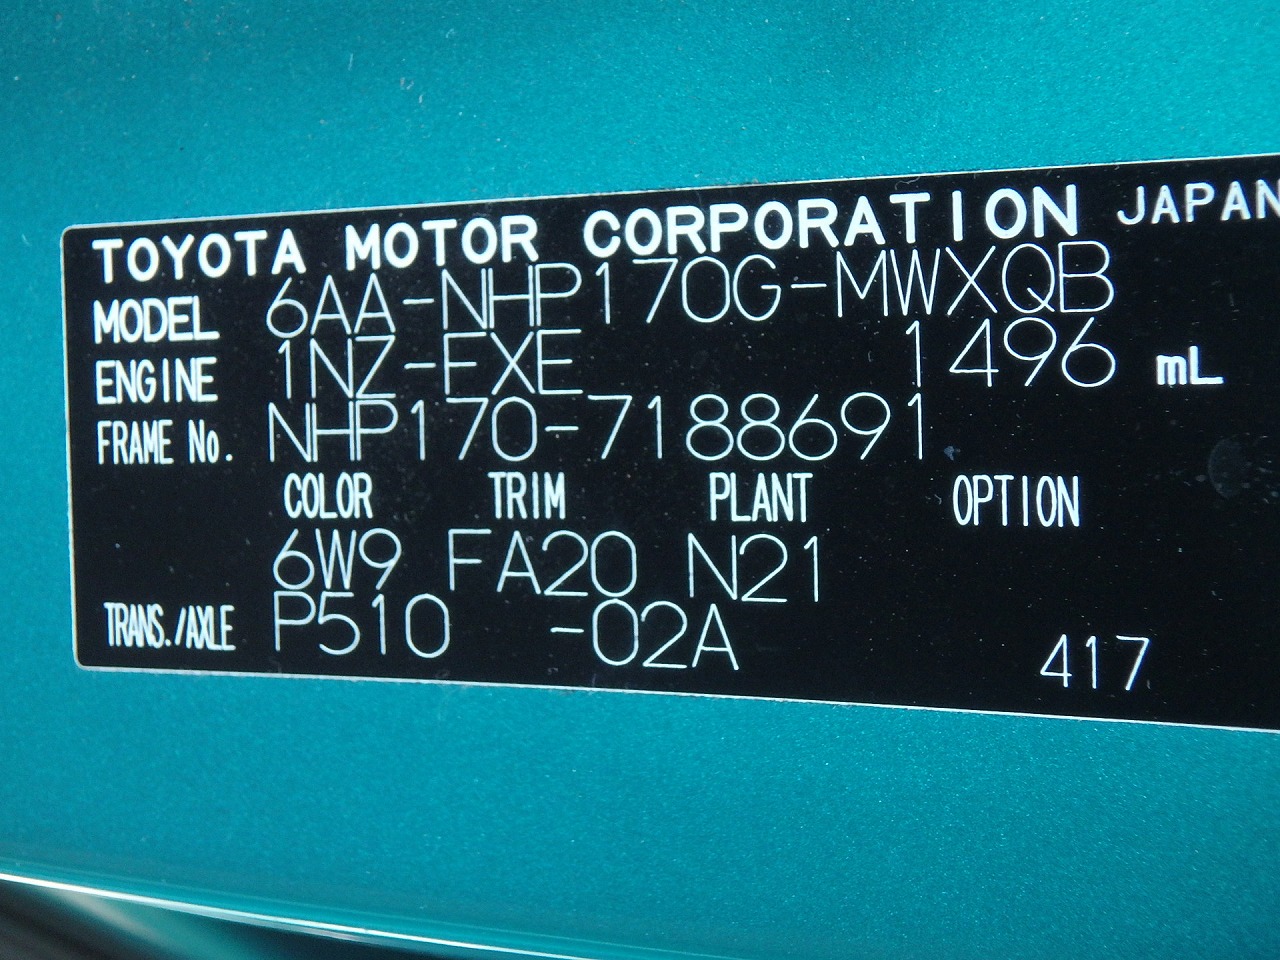 TOYOTA MOTOR CORPORATION JAPAN
MODEL 6AA-NHP170G-MWXQB
ENGINE 1NZ-FXE 1496 mL
FRAME No. NHP170-7188691
COLOR TRIM PLANT OPTION
6W9 FA20 N21
TRANS./AXLE P510 -02A
417